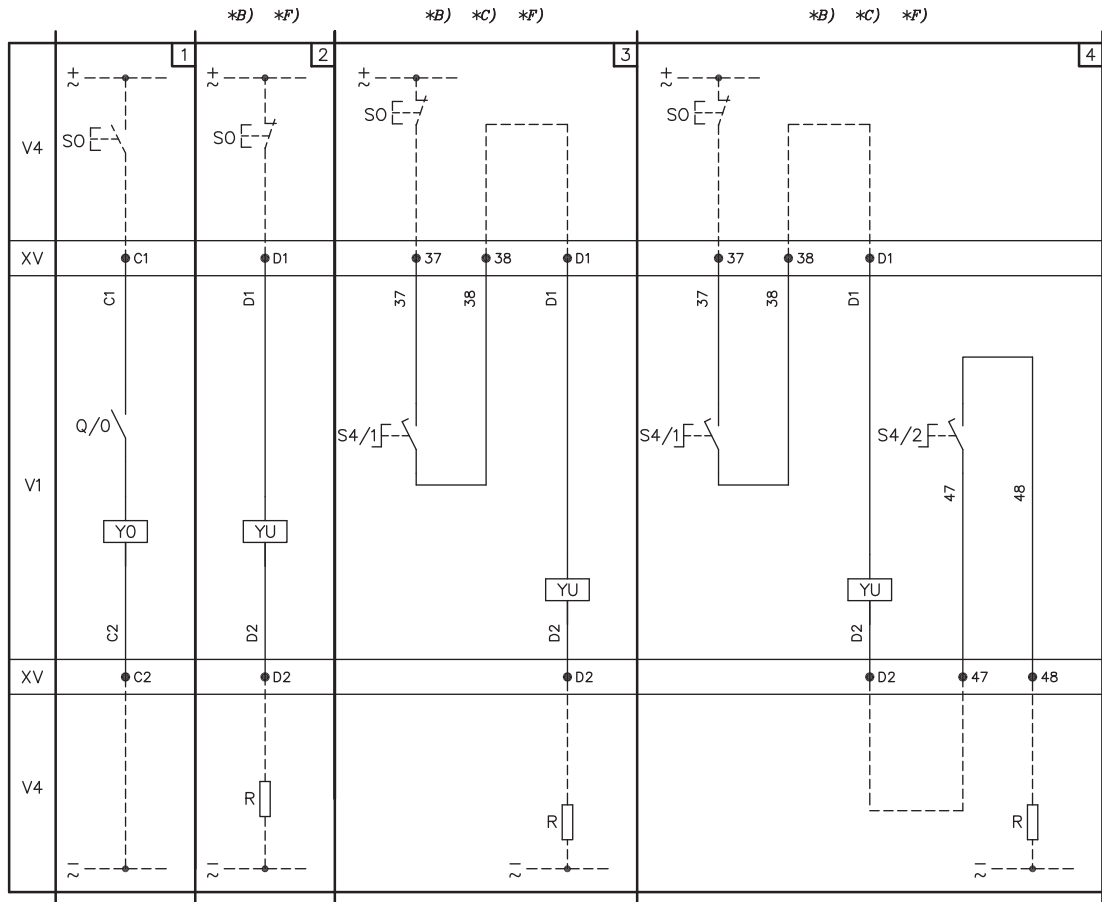 *B) *F) *B) *C) *F) *B) *C) *F)
1 2 3 4
+ + + +
~ ~ ~ ~
SO SO
V4 SO SO
XV C1 D1 37 38 D1 37 38 D1
C1 D1 37 38 D1 37 38 D1
Q/0 S4/1 S4/1 S4/2
V1 47 48
Y0 YU
YU YU
C2 D2 D2 D2
XV C2 D2 D2 D2 47 48
V4 R
R R
– – – –
~ ~ ~ ~